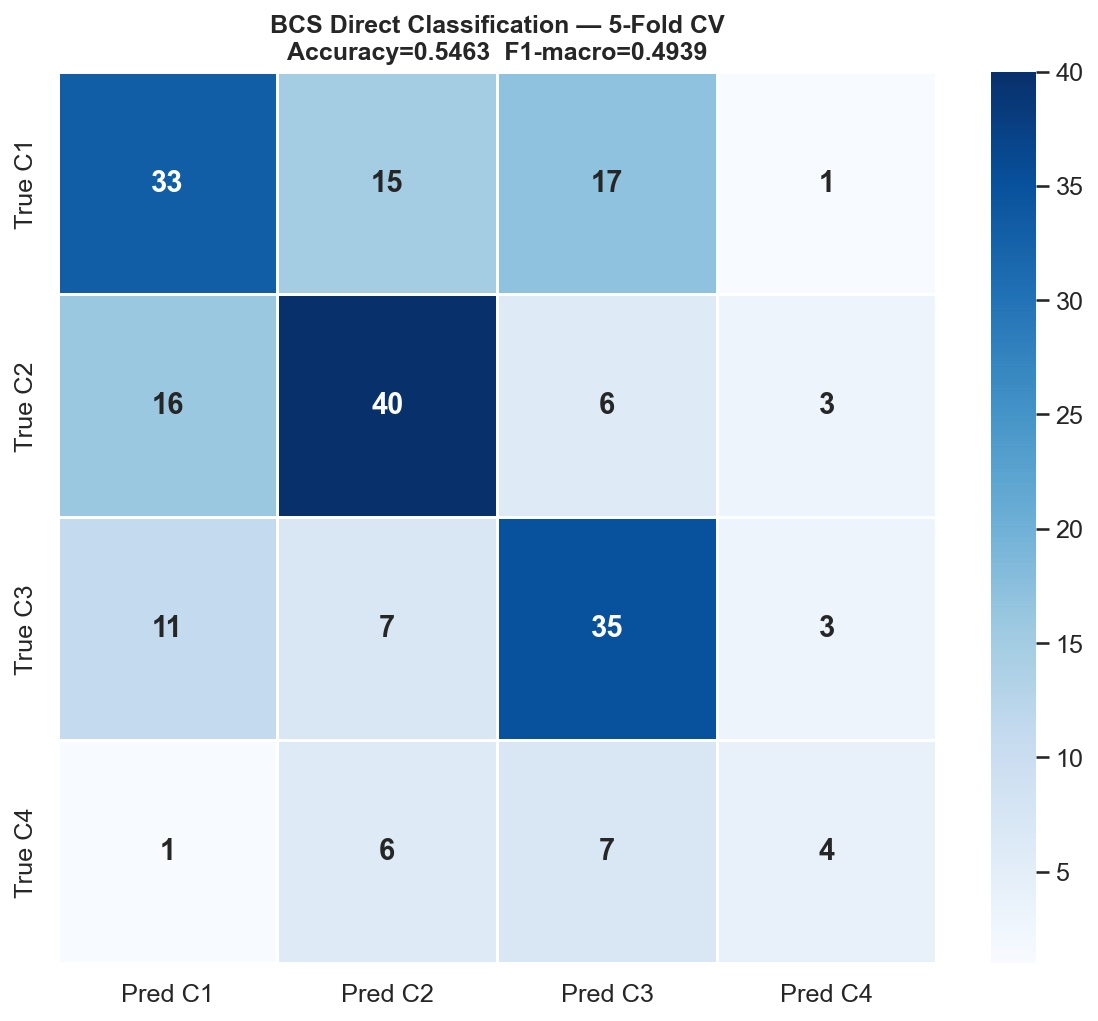 BCS Direct Classification — 5-Fold CV
Accuracy=0.5463 F1-macro=0.4939
True C1
33 15 17 1
True C2
16 40 6 3
True C3
11 7 35 3
True C4
1 6 7 4
Pred C1 Pred C2 Pred C3 Pred C4
40
35
30
25
20
15
10
5